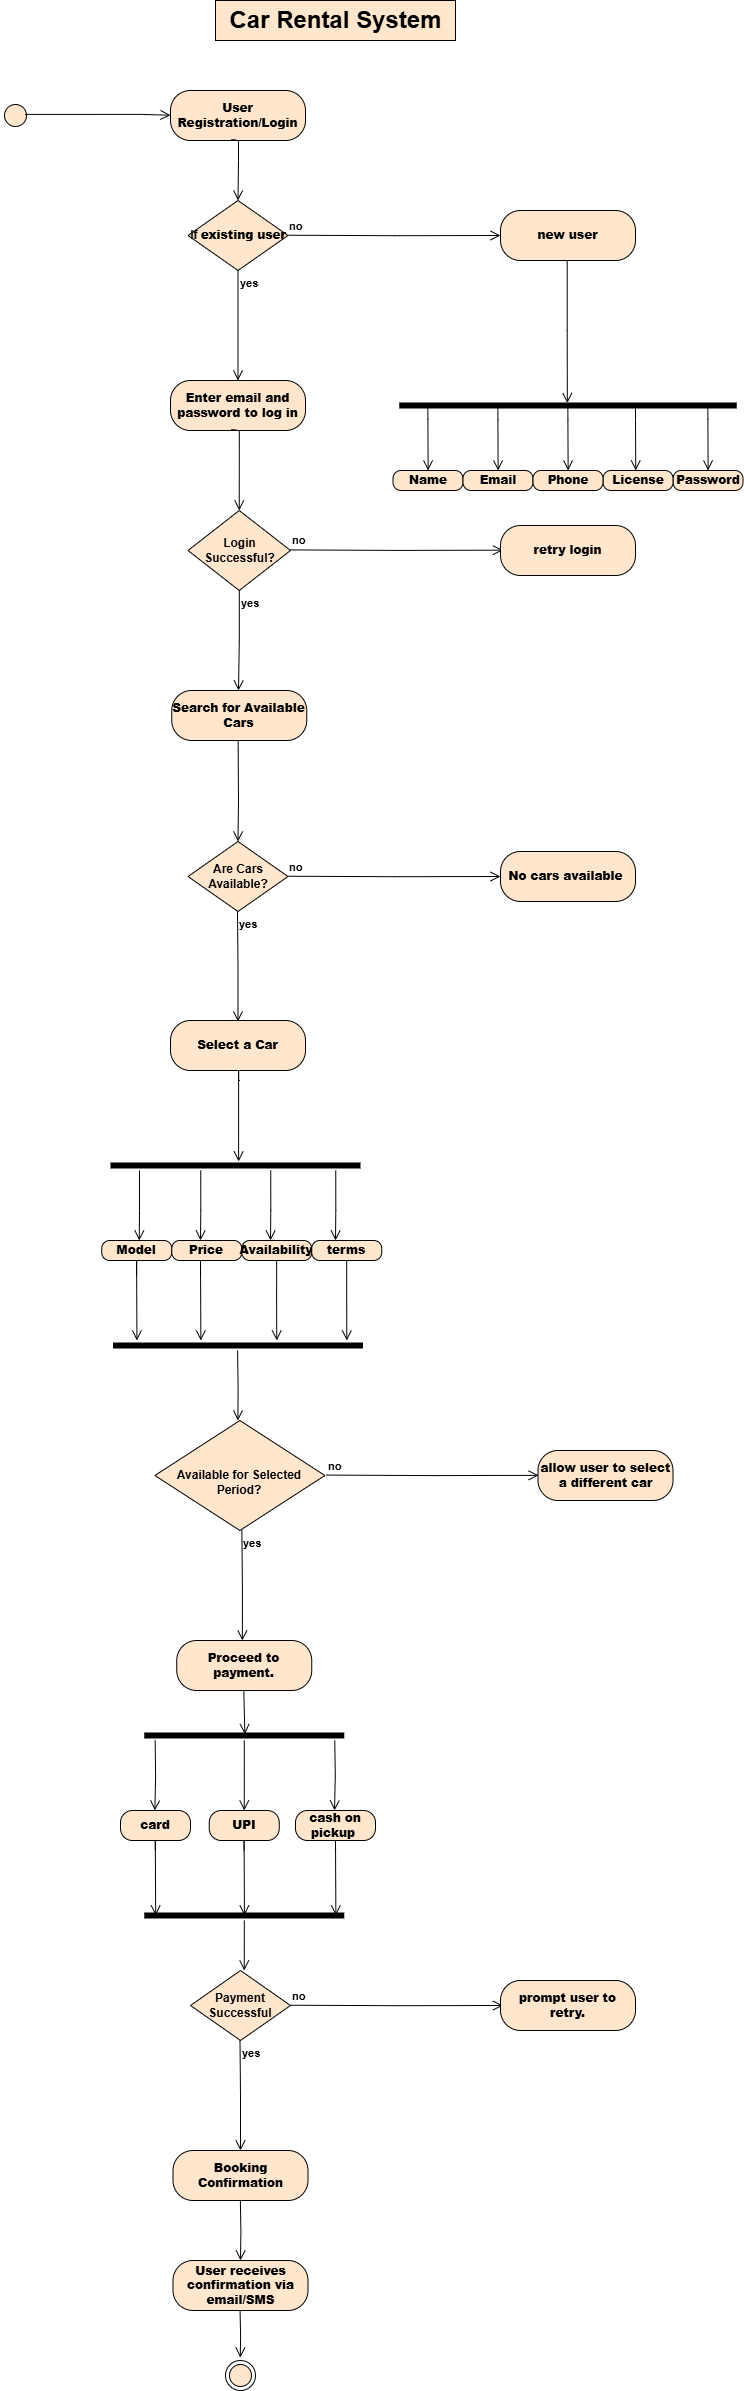 Car Rental System
User
Registration/Login
If existing user
no
new user
yes
Enter email and
password to log in
Name
Email
Phone
License
Password
Login
Successful?
no
retry login
yes
Search for Available
Cars
Are Cars
Available?
no
No cars available
yes
Select a Car
Model
Price
Availability
terms
Available for Selected
Period?
no
allow user to select
a different car
yes
Proceed to
payment.
card
UPI
cash on
pickup
Payment
Successful
no
prompt user to
retry.
yes
Booking
Confirmation
User receives
confirmation via
email/SMS